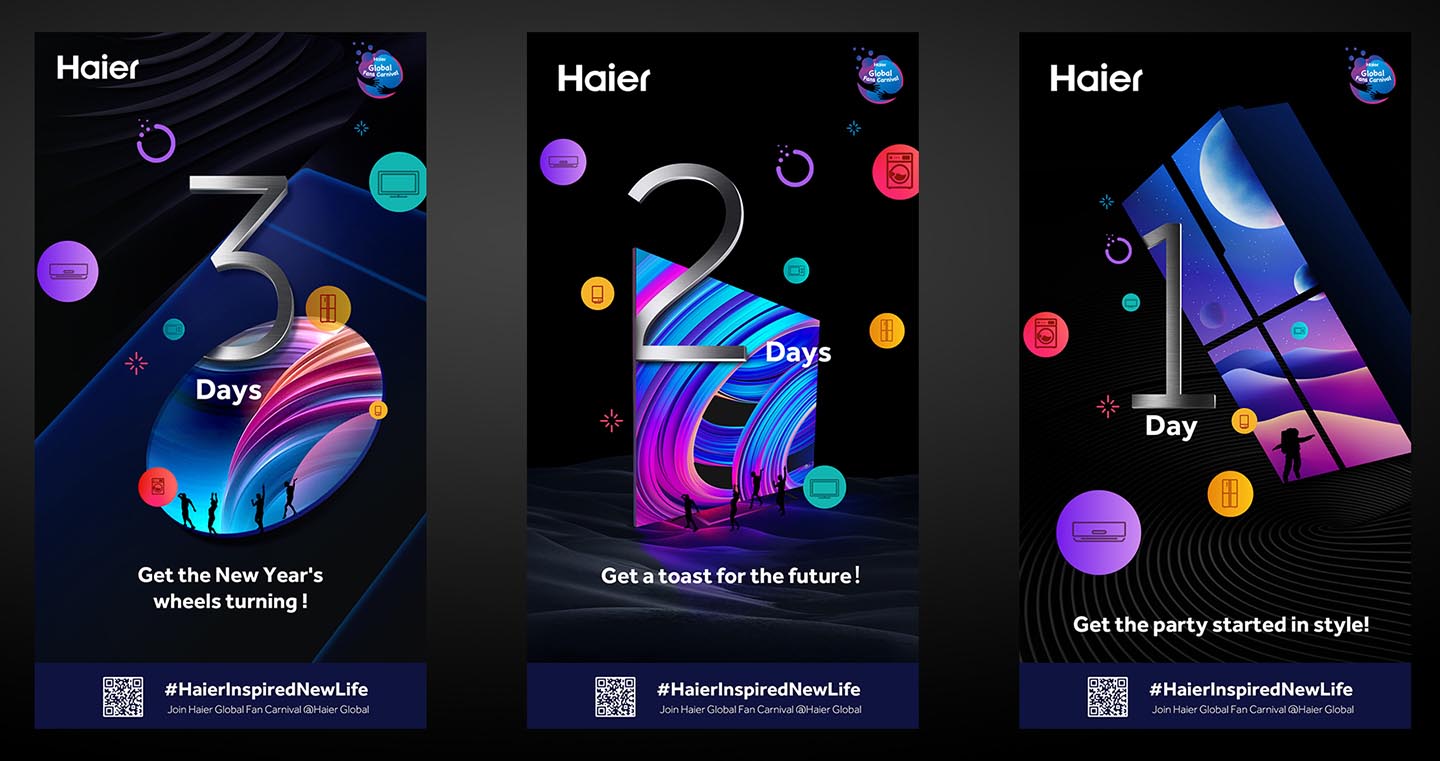 Haier
Haier
Global
Fans Carnival
3
Days
Get the New Year's
wheels turning !
#HaierInspiredNewLife
Join Haier Global Fan Carnival @Haier Global
Haier
Haier
Global
Fans Carnival
2
Days
Get a toast for the future !
#HaierInspiredNewLife
Join Haier Global Fan Carnival @Haier Global
Haier
Haier
Global
Fans Carnival
1
Day
Get the party started in style!
#HaierInspiredNewLife
Join Haier Global Fan Carnival @Haier Global